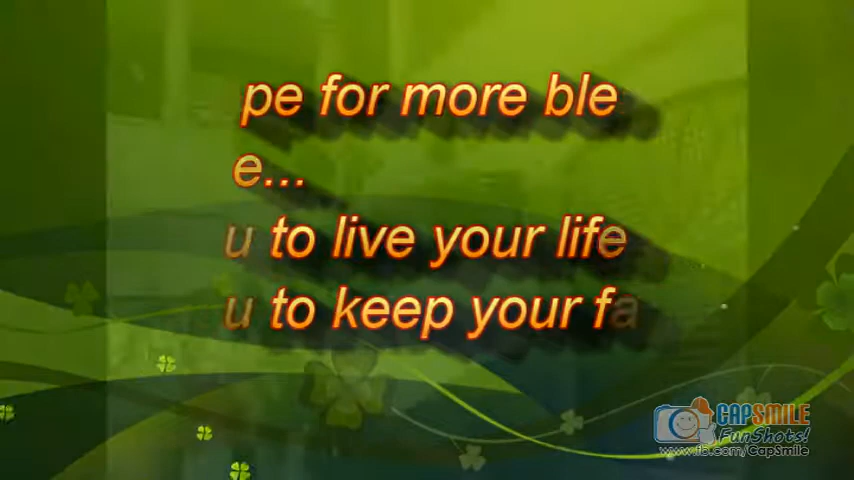 pe for more ble
e...
u to live your life
u to keep your fa
CAPSMILE
FunShots!
www.fb.com/CapSmile